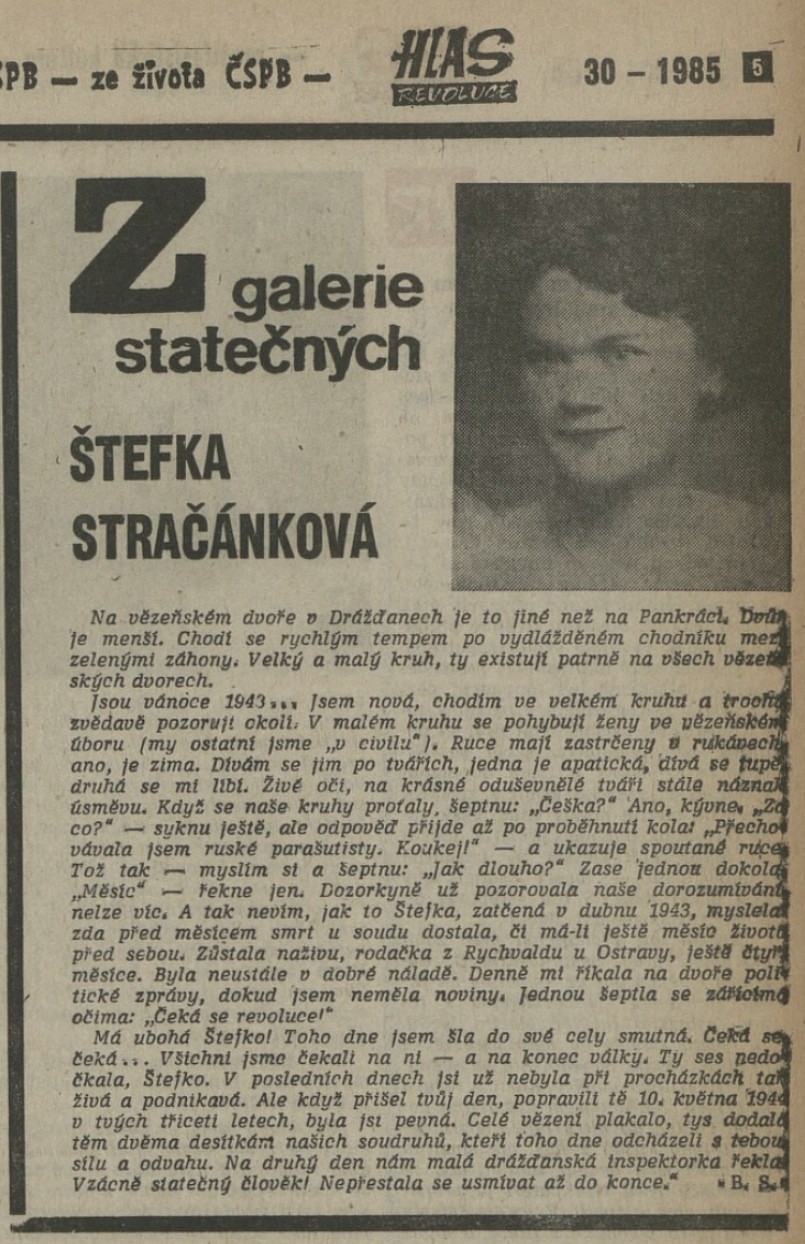 ČSPB — ze života ČSPB —
HLAS
REVOLUCE
30 – 1985 5
Z galerie
statečných
ŠTEFKA
STRAČÁNKOVÁ
Na vězeňském dvoře v Drážďanech je to jiné než na Pankráci. Dvůr
je menší. Chodí se rychlým tempem po vydlážděném chodníku mezi
zelenými záhony. Velký a malý kruh, ty existují patrně na všech vězeň-
ských dvorech.
Jsou vánoce 1943... Jsem nová, chodím ve velkém kruhu a trochu
zvědavě pozoruji okolí. V malém kruhu se pohybují ženy ve vězeňském
úboru (my ostatní jsme „v civilu“). Ruce mají zastrčeny v rukávech,
ano, je zima. Dívám se jim po tvářích, jedna je apatická, dívá se tupě,
druhá se mi líbí. Živé oči, na krásné oduševnělé tváři stále náznak
úsměvu. Když se naše kruhy protaly, šeptnu: „Češka?“ Ano, kývne. „Za
co?“ — syknu ještě, ale odpověď přijde až po proběhnutí kola: „Přecho-
vávala jsem ruské parašutisty. Koukej!“ — a ukazuje spoutané ruce.
Tož tak — myslím si a šeptnu: „Jak dlouho?“ Zase jednou dokola.
„Měsíc“ — řekne jen. Dozorkyně už pozorovala naše dorozumívání,
nelze víc. A tak nevím, jak to Štefka, zatčená v dubnu 1943, myslela,
zda před měsícem smrt u soudu dostala, či má-li ještě měsíc života
před sebou. Zůstala naživu, rodačka z Rychvaldu u Ostravy, ještě čtyři
měsíce. Byla neustále v dobré náladě. Denně mi říkala na dvoře poli-
tické zprávy, dokud jsem neměla noviny. Jednou šeptla se zářícíma
očima: „Čeká se revoluce!“
Má ubohá Štefko! Toho dne jsem šla do své cely smutná. Čeká se,
čeká... Všichni jsme čekali na ni — a na konec války. Ty ses nedo-
čkala, Štefko. V posledních dnech jsi už nebyla při procházkách tak
živá a podnikavá. Ale když přišel tvůj den, popravili tě 10. května 1944
v tvých třiceti letech, byla jsi pevná. Celé vězení plakalo, tys dodala
těm dvěma desítkám našich soudruhů, kteří toho dne odcházeli s tebou
sílu a odvahu. Na druhý den nám malá drážďanská inspektorka řekla:
Vzácně statečný člověk! Nepřestala se usmívat až do konce.“ B. S.